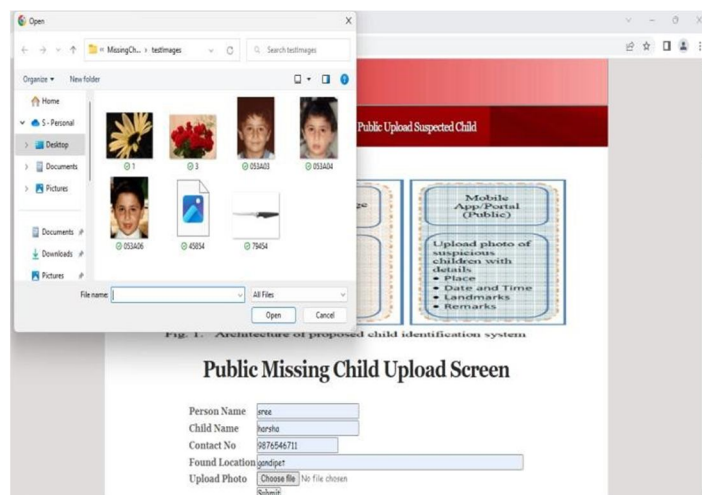 Open
MissingCh... › testImages
Search testImages
Organize
New folder
Home
S - Personal
Desktop
Documents
Pictures
Documents
Downloads
Pictures
1
3
053A03
053A04
053A06
45054
79454
File name:
All Files
Open
Cancel
Public Upload Suspected Child
Mobile
App/Portal
(Public)
Upload photo of
suspicious
children with
details
• Place
• Date and Time
• Landmarks
• Remarks
Fig. 1. Architecture of proposed child identification system
Public Missing Child Upload Screen
Person Name sree
Child Name harsha
Contact No 9876546711
Found Location gandipet
Upload Photo Choose file No file chosen
Submit